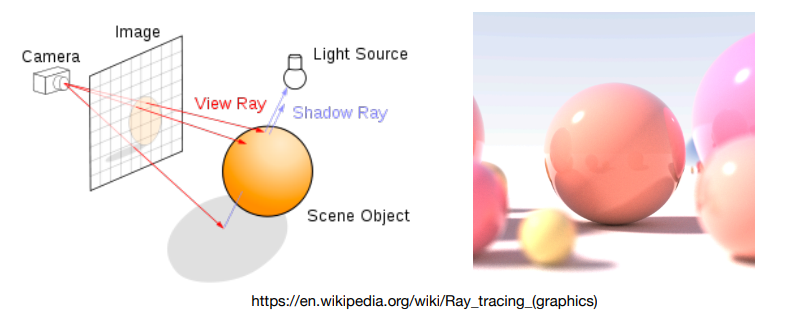 Image
Camera
Light Source
View Ray
Shadow Ray
Scene Object
https://en.wikipedia.org/wiki/Ray_tracing_(graphics)